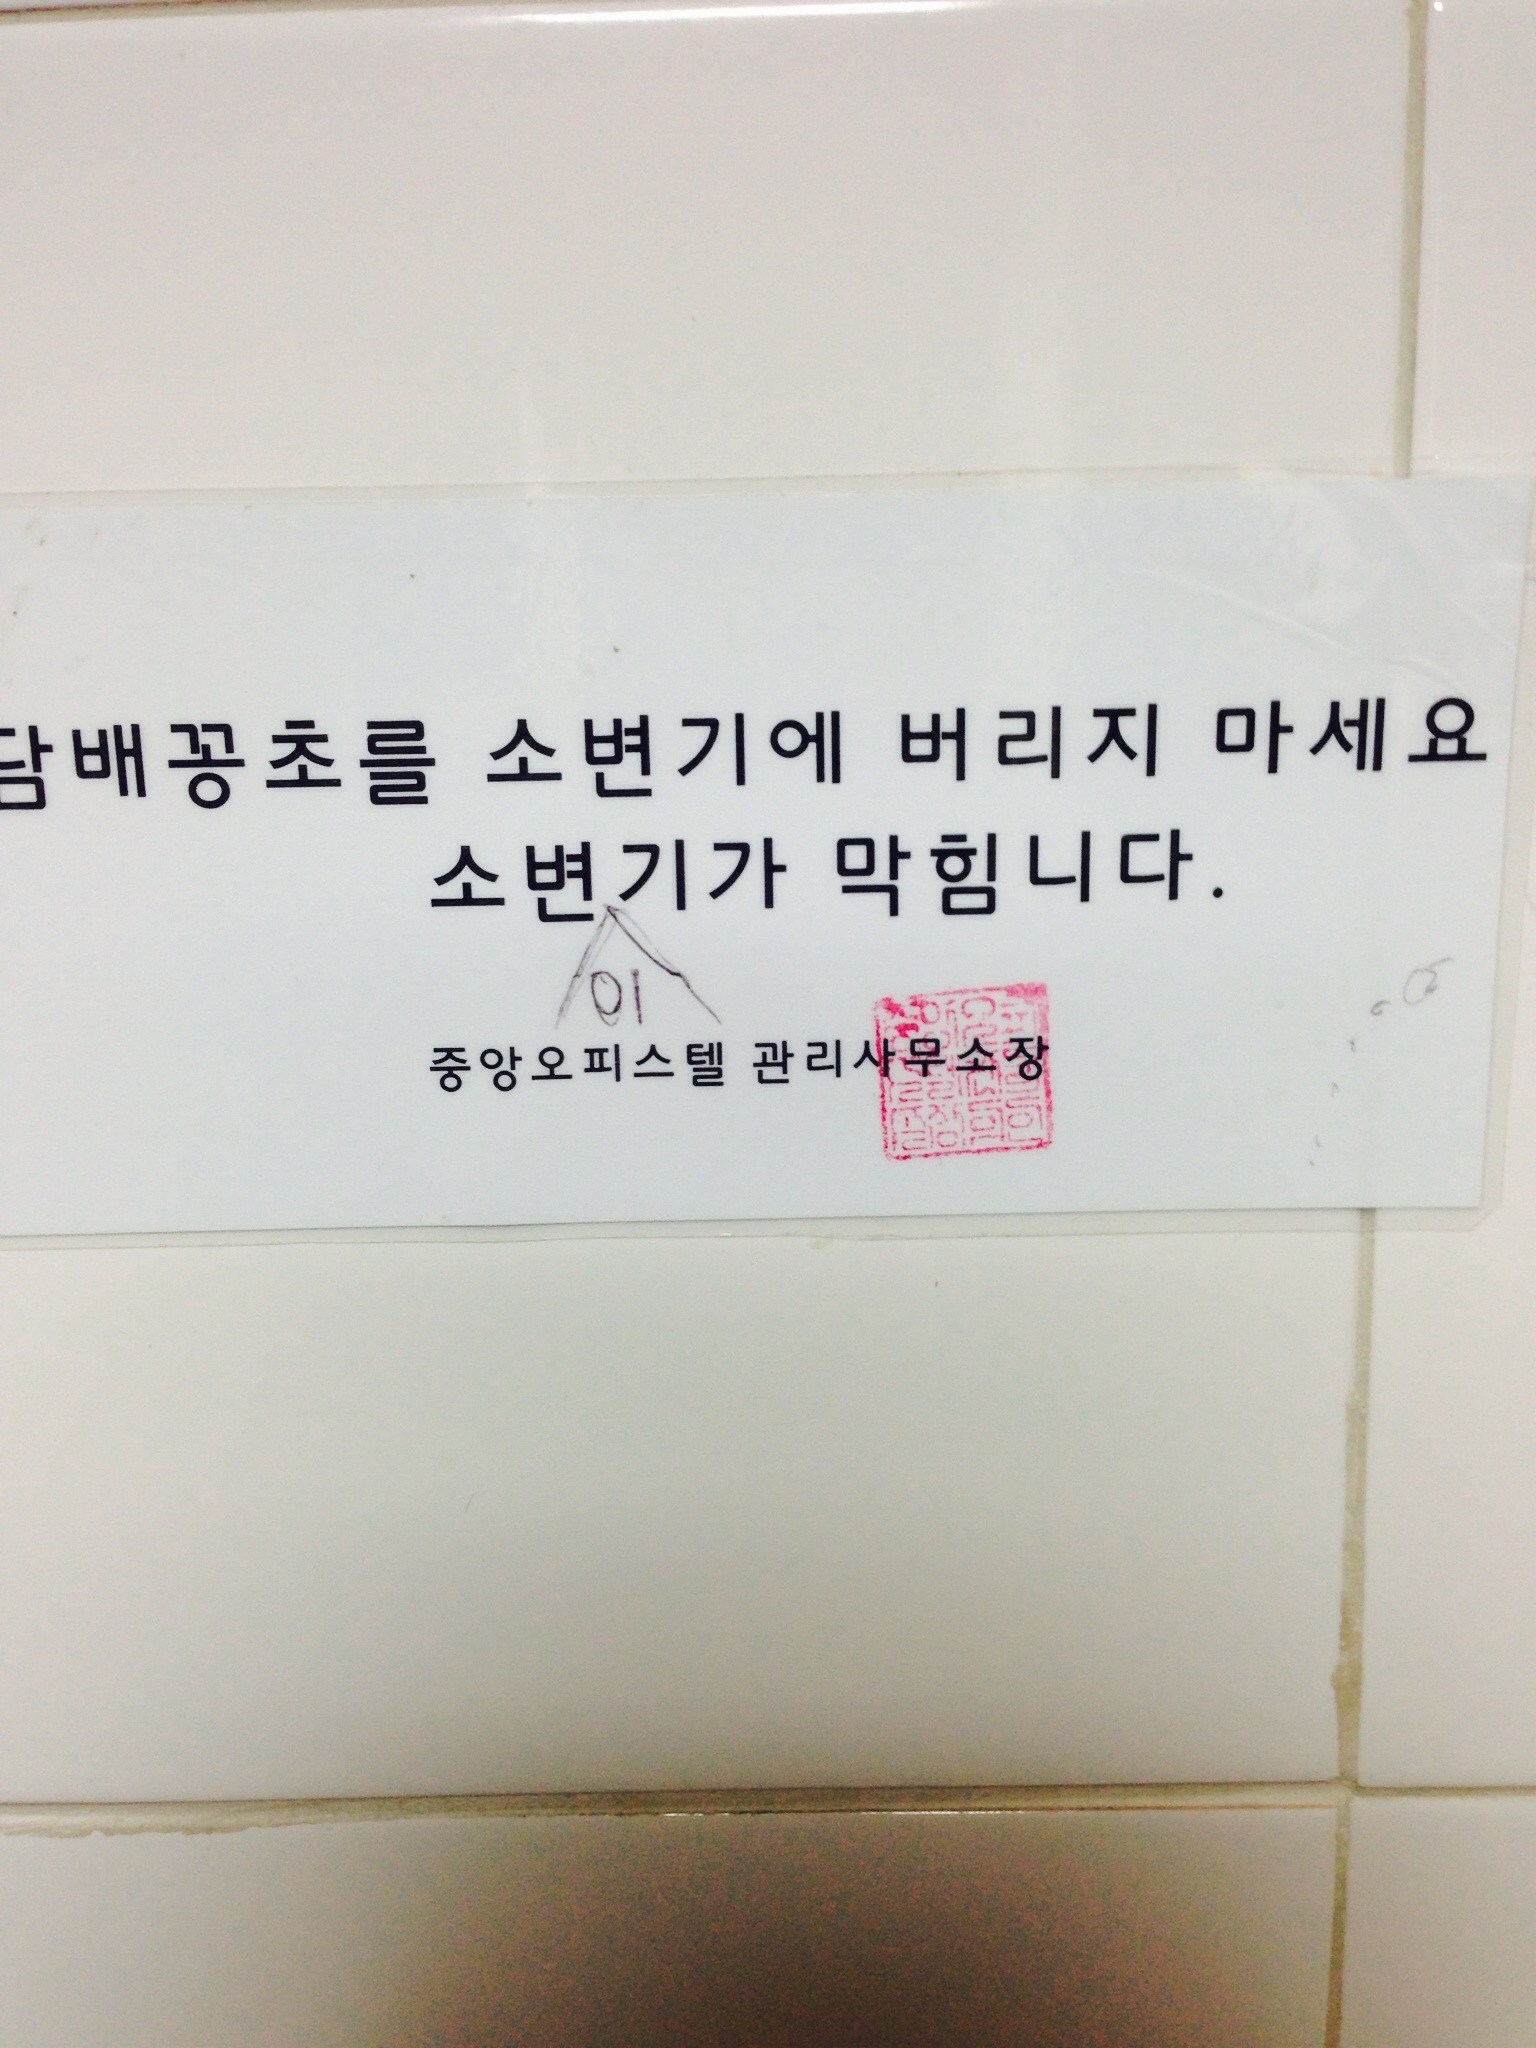 담배꽁초를 소변기에 버리지 마세요
소변기가 막힙니다.
이
중앙오피스텔 관리사무소장